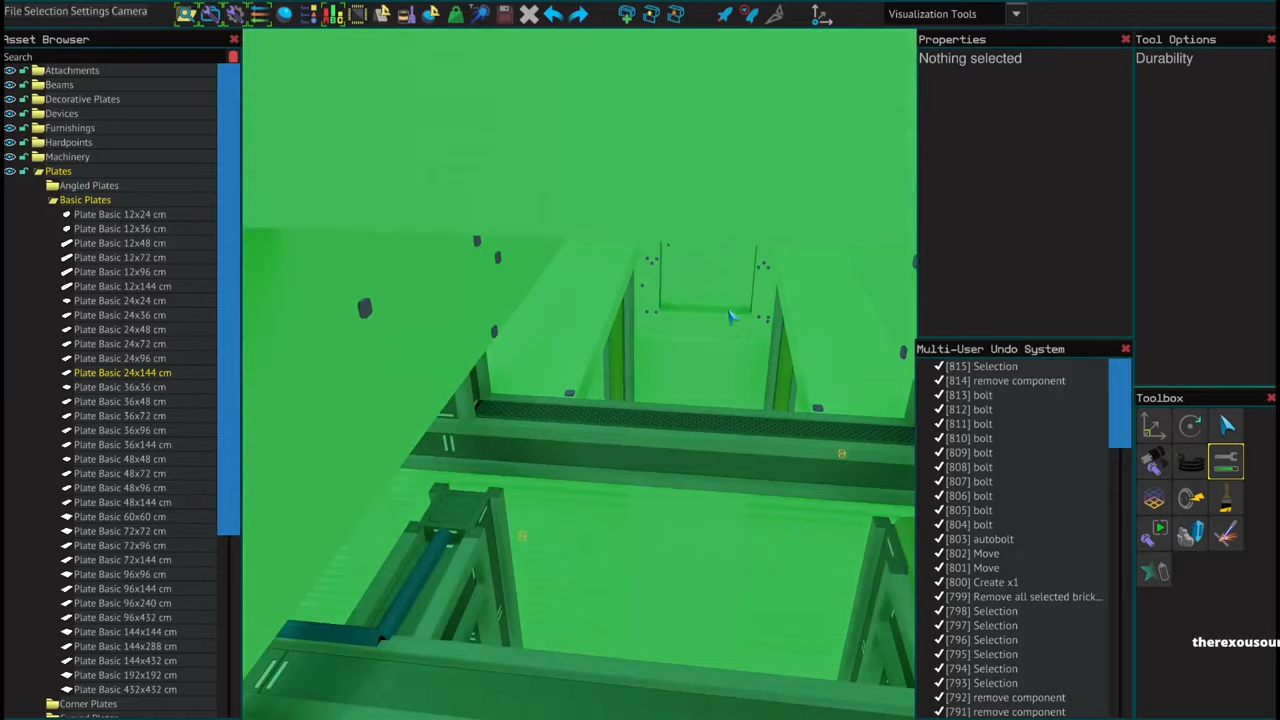 File Selection Settings Camera
Visualization Tools
Asset Browser
Search
Attachments
Beams
Decorative Plates
Devices
Furnishings
Hardpoints
Machinery
Plates
Angled Plates
Basic Plates
Plate Basic 12x24 cm
Plate Basic 12x36 cm
Plate Basic 12x48 cm
Plate Basic 12x72 cm
Plate Basic 12x96 cm
Plate Basic 12x144 cm
Plate Basic 24x24 cm
Plate Basic 24x36 cm
Plate Basic 24x48 cm
Plate Basic 24x72 cm
Plate Basic 24x96 cm
Plate Basic 24x144 cm
Plate Basic 36x36 cm
Plate Basic 36x48 cm
Plate Basic 36x72 cm
Plate Basic 36x96 cm
Plate Basic 36x144 cm
Plate Basic 48x48 cm
Plate Basic 48x72 cm
Plate Basic 48x96 cm
Plate Basic 48x144 cm
Plate Basic 60x60 cm
Plate Basic 72x72 cm
Plate Basic 72x96 cm
Plate Basic 72x144 cm
Plate Basic 96x96 cm
Plate Basic 96x144 cm
Plate Basic 96x240 cm
Plate Basic 96x432 cm
Plate Basic 144x144 cm
Plate Basic 144x288 cm
Plate Basic 144x432 cm
Plate Basic 192x192 cm
Plate Basic 432x432 cm
Corner Plates
Properties
Nothing selected
Tool Options
Durability
Multi-User Undo System
[815] Selection
[814] remove component
[813] bolt
[812] bolt
[811] bolt
[810] bolt
[809] bolt
[808] bolt
[807] bolt
[806] bolt
[805] bolt
[804] bolt
[803] autobolt
[802] Move
[801] Move
[800] Create x1
[799] Remove all selected brick...
[798] Selection
[797] Selection
[796] Selection
[795] Selection
[794] Selection
[793] Selection
[792] remove component
[791] remove component
Toolbox
therexousour